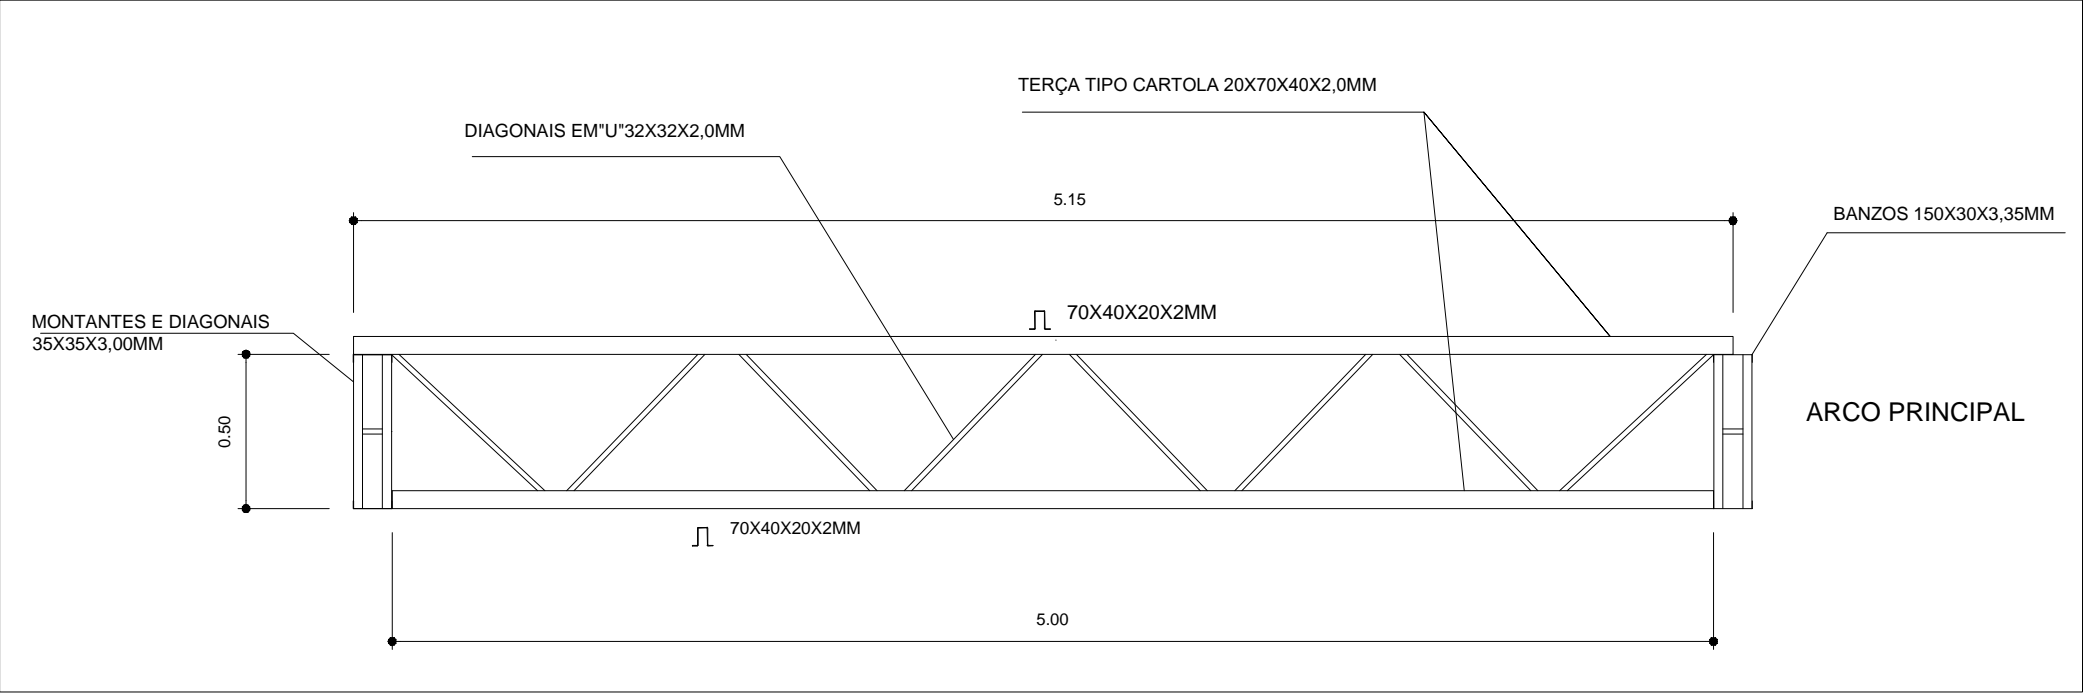 TERÇA TIPO CARTOLA 20X70X40X2,0MM
DIAGONAIS EM"U"32X32X2,0MM
5.15
BANZOS 150X30X3,35MM
70X40X20X2MM
MONTANTES E DIAGONAIS
35X35X3,00MM
0.50
ARCO PRINCIPAL
70X40X20X2MM
5.00